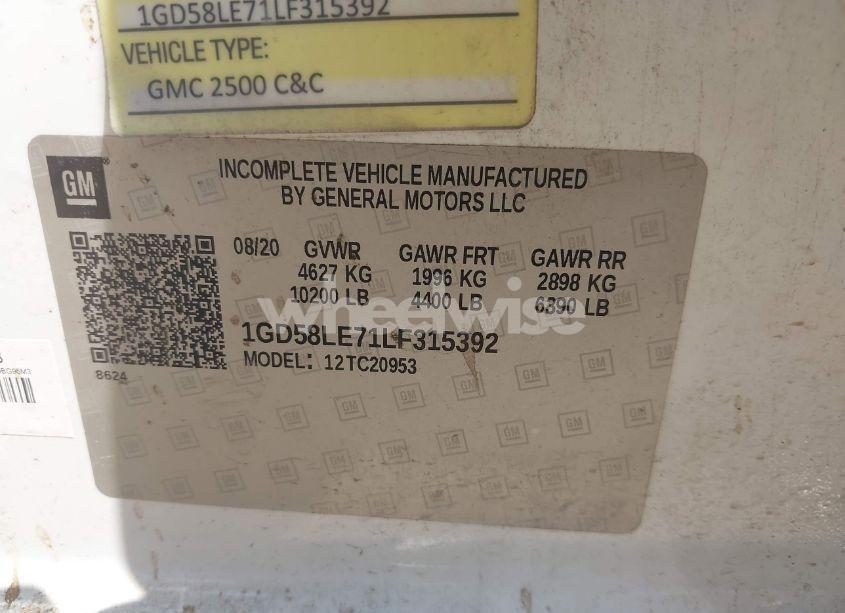 1GD58LE71LF315392
VEHICLE TYPE:
GMC 2500 C&C
GM
INCOMPLETE VEHICLE MANUFACTURED
BY GENERAL MOTORS LLC
08/20 GVWR GAWR FRT GAWR RR
4627 KG 1996 KG 2898 KG
10200 LB 4400 LB 6390 LB
wheelwise
1GD58LE71LF315392
MODEL: 12TC20953
8624